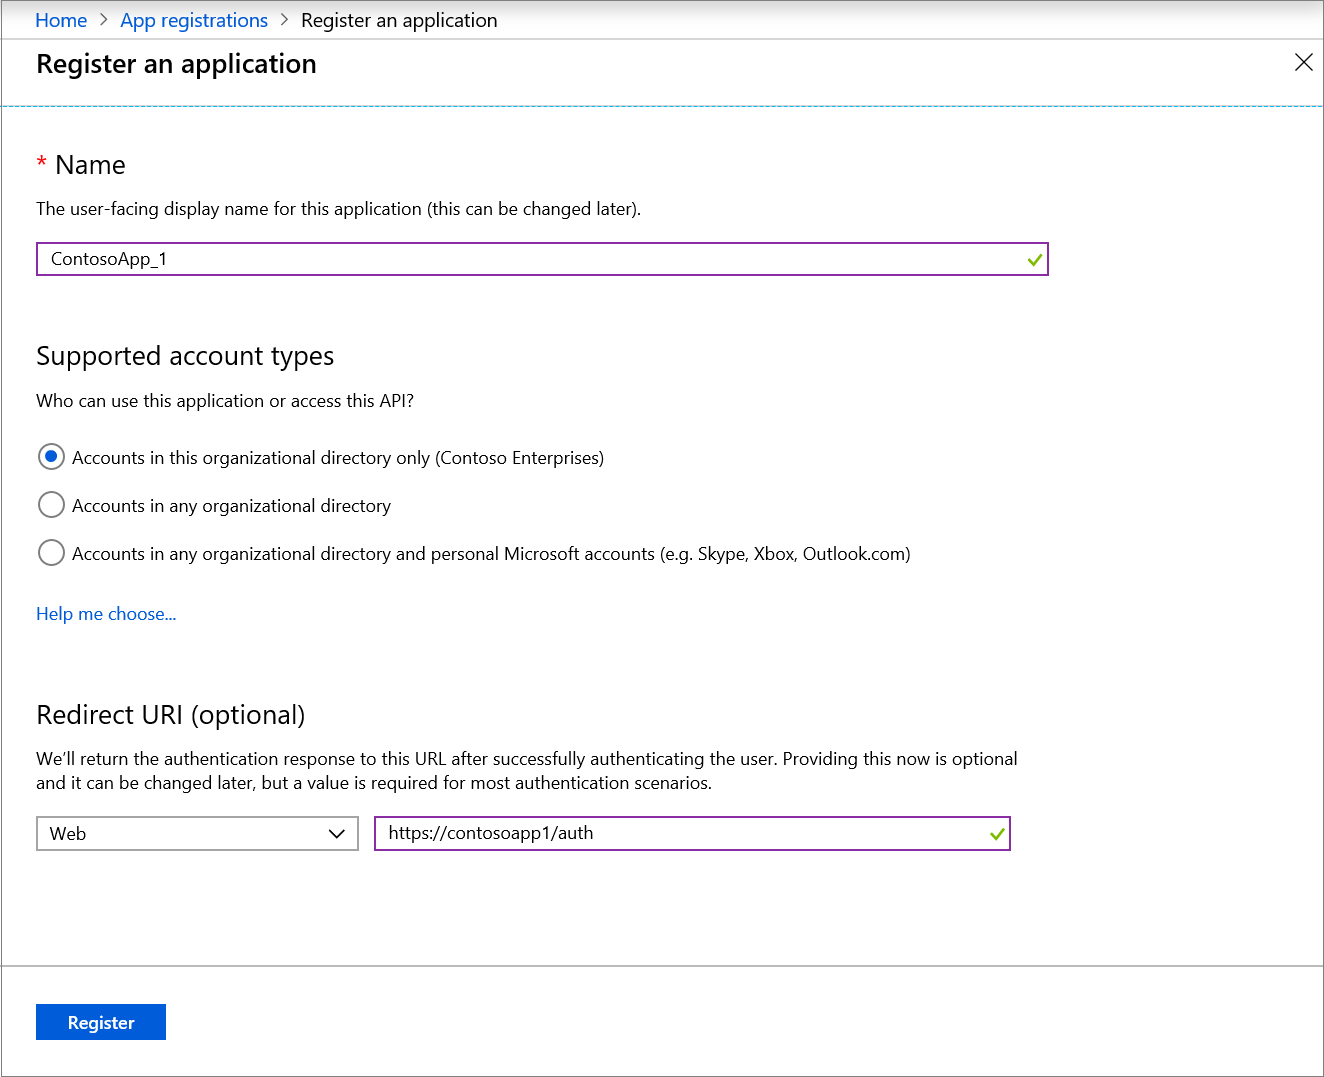 Home > App registrations > Register an application
Register an application
* Name
The user-facing display name for this application (this can be changed later).
ContosoApp_1
Supported account types
Who can use this application or access this API?
Accounts in this organizational directory only (Contoso Enterprises)
Accounts in any organizational directory
Accounts in any organizational directory and personal Microsoft accounts (e.g. Skype, Xbox, Outlook.com)
Help me choose...
Redirect URI (optional)
We’ll return the authentication response to this URL after successfully authenticating the user. Providing this now is optional
and it can be changed later, but a value is required for most authentication scenarios.
Web https://contosoapp1/auth
Register